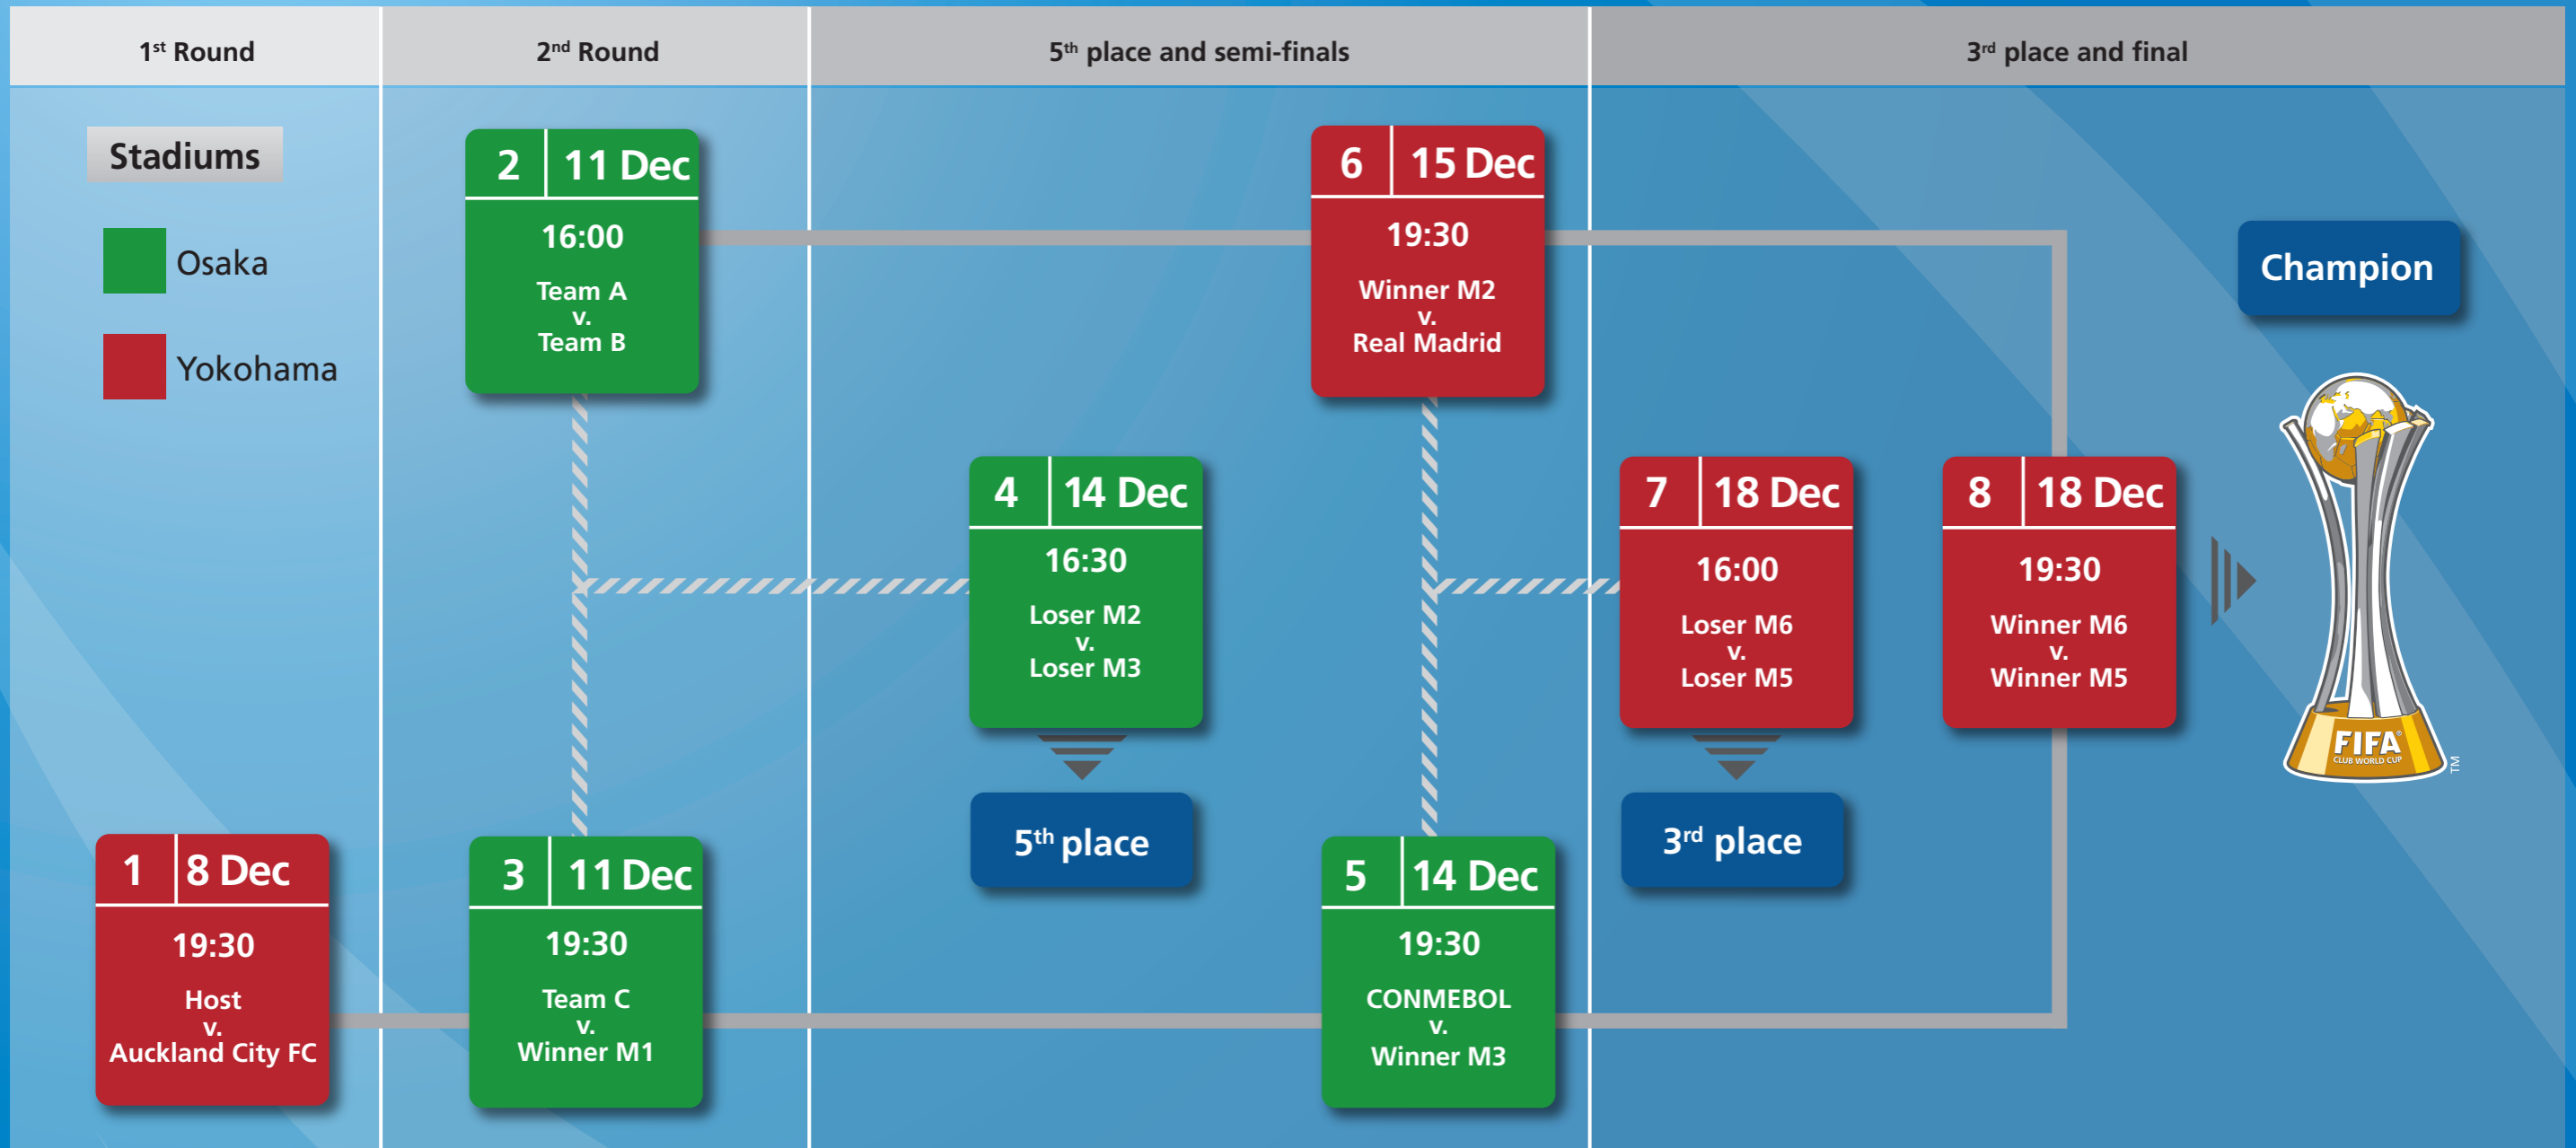 1st Round
2nd Round
5th place and semi-finals
3rd place and final
Stadiums
Osaka
Yokohama
2 11 Dec
16:00
Team A
v.
Team B
6 15 Dec
19:30
Winner M2
v.
Real Madrid
Champion
4 14 Dec
16:30
Loser M2
v.
Loser M3
7 18 Dec
16:00
Loser M6
v.
Loser M5
8 18 Dec
19:30
Winner M6
v.
Winner M5
FIFA®
CLUB WORLD CUP
TM
5th place
3rd place
1 8 Dec
19:30
Host
v.
Auckland City FC
3 11 Dec
19:30
Team C
v.
Winner M1
5 14 Dec
19:30
CONMEBOL
v.
Winner M3